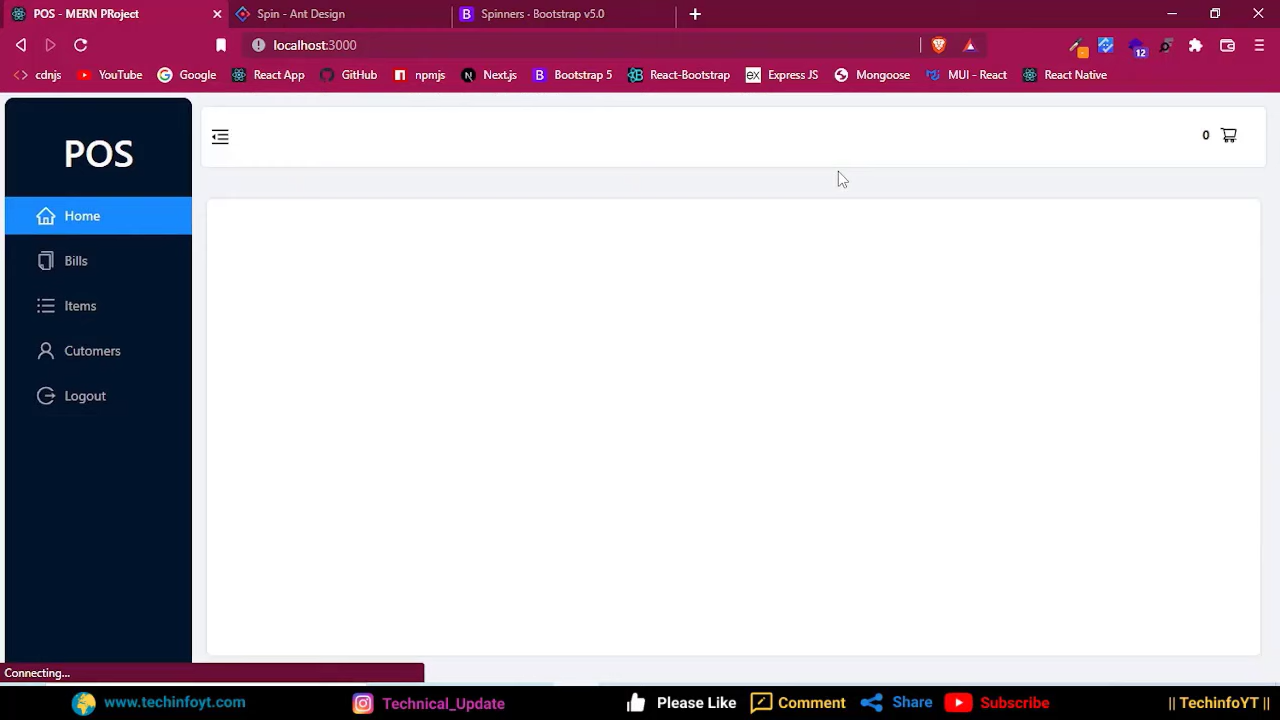 POS - MERN PRoject
Spin - Ant Design
Spinners · Bootstrap v5.0
localhost:3000
12
cdnjs
YouTube
Google
React App
GitHub
npmjs
Next.js
Bootstrap 5
React-Bootstrap
Express JS
Mongoose
MUI - React
React Native
POS
0
Home
Bills
Items
Cutomers
Logout
Connecting...
www.techinfoyt.com
Technical_Update
Please Like
Comment
Share
Subscribe
|| TechinfoYT ||